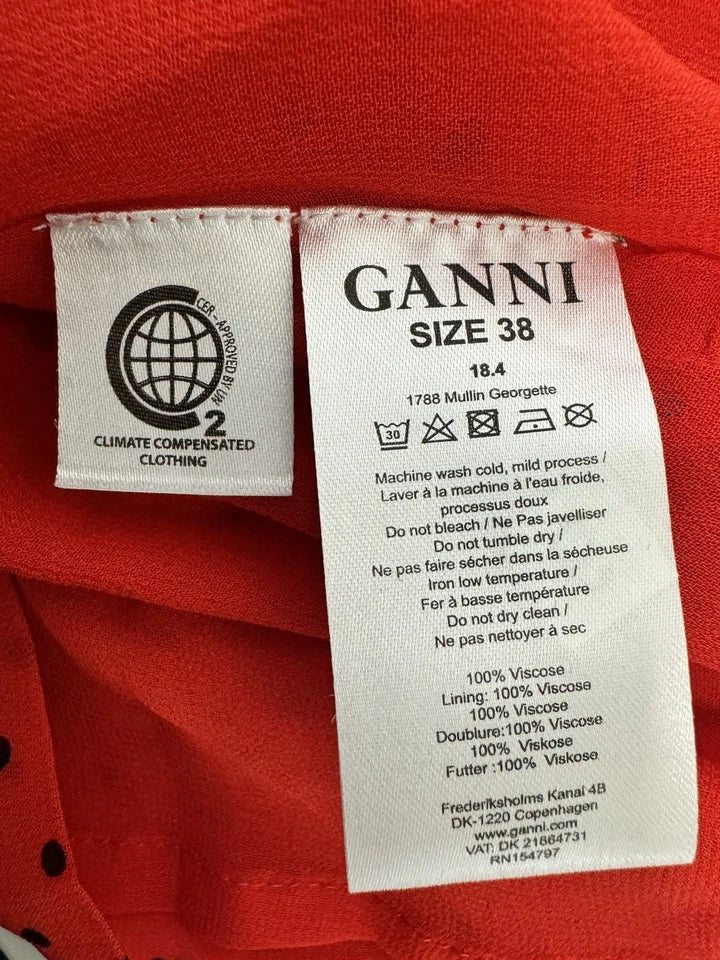 CER - APPROVED BY UN
2
CLIMATE COMPENSATED
CLOTHING
GANNI
SIZE 38
18.4
1788 Mullin Georgette
30
Machine wash cold, mild process /
Laver à la machine à l'eau froide,
processus doux
Do not bleach / Ne Pas javelliser
Do not tumble dry /
Ne pas faire sécher dans la sécheuse
Iron low temperature /
Fer à basse température
Do not dry clean /
Ne pas nettoyer à sec
100% Viscose
Lining: 100% Viscose
100% Viscose
Doublure:100% Viscose
100% Viskose
Futter :100% Viskose
Frederiksholms Kanal 4B
DK-1220 Copenhagen
www.ganni.com
VAT: DK 21664731
RN154797